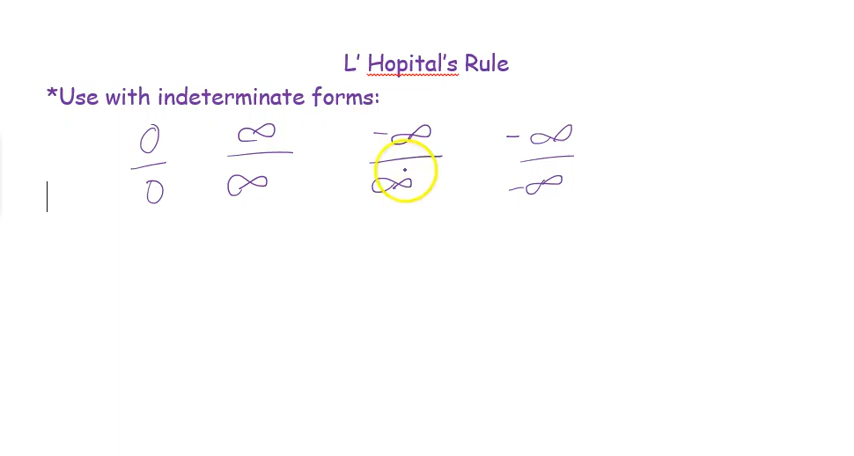 L' Hopital's Rule
*Use with indeterminate forms:
0/0 ∞/∞ -∞/∞ -∞/-∞